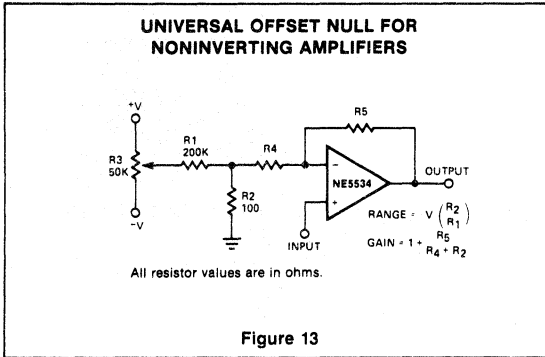 UNIVERSAL OFFSET NULL FOR
NONINVERTING AMPLIFIERS
+V
R3
50K
-V
R1
200K
R2
100
R4
R5
-
NE5534
+
INPUT
OUTPUT
RANGE = V (R2
R1)
GAIN = 1 + R5
R4 + R2
All resistor values are in ohms.
Figure 13